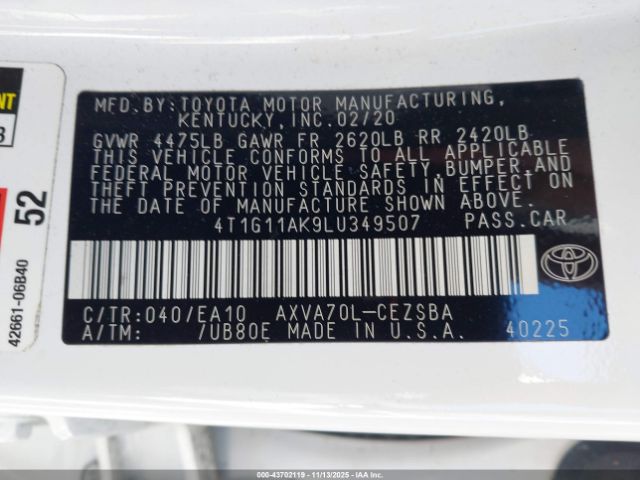 MFD.BY:TOYOTA MOTOR MANUFACTURING,
KENTUCKY, INC.02/20
GVWR 4475LB GAWR FR 2620LB RR 2420LB
THIS VEHICLE CONFORMS TO ALL APPLICABLE
FEDERAL MOTOR VEHICLE SAFETY,BUMPER,AND
THEFT PREVENTION STANDARDS IN EFFECT ON
THE DATE OF MANUFACTURE SHOWN ABOVE.
4T1G11AK9LU349507 PASS.CAR
C/TR:040/EA10 AXVA70L-CEZSBA
A/TM: /UB80E MADE IN U.S.A. 40225
52
42661-06B40
000-43702119 - 11/13/2025 - IAAI.COM